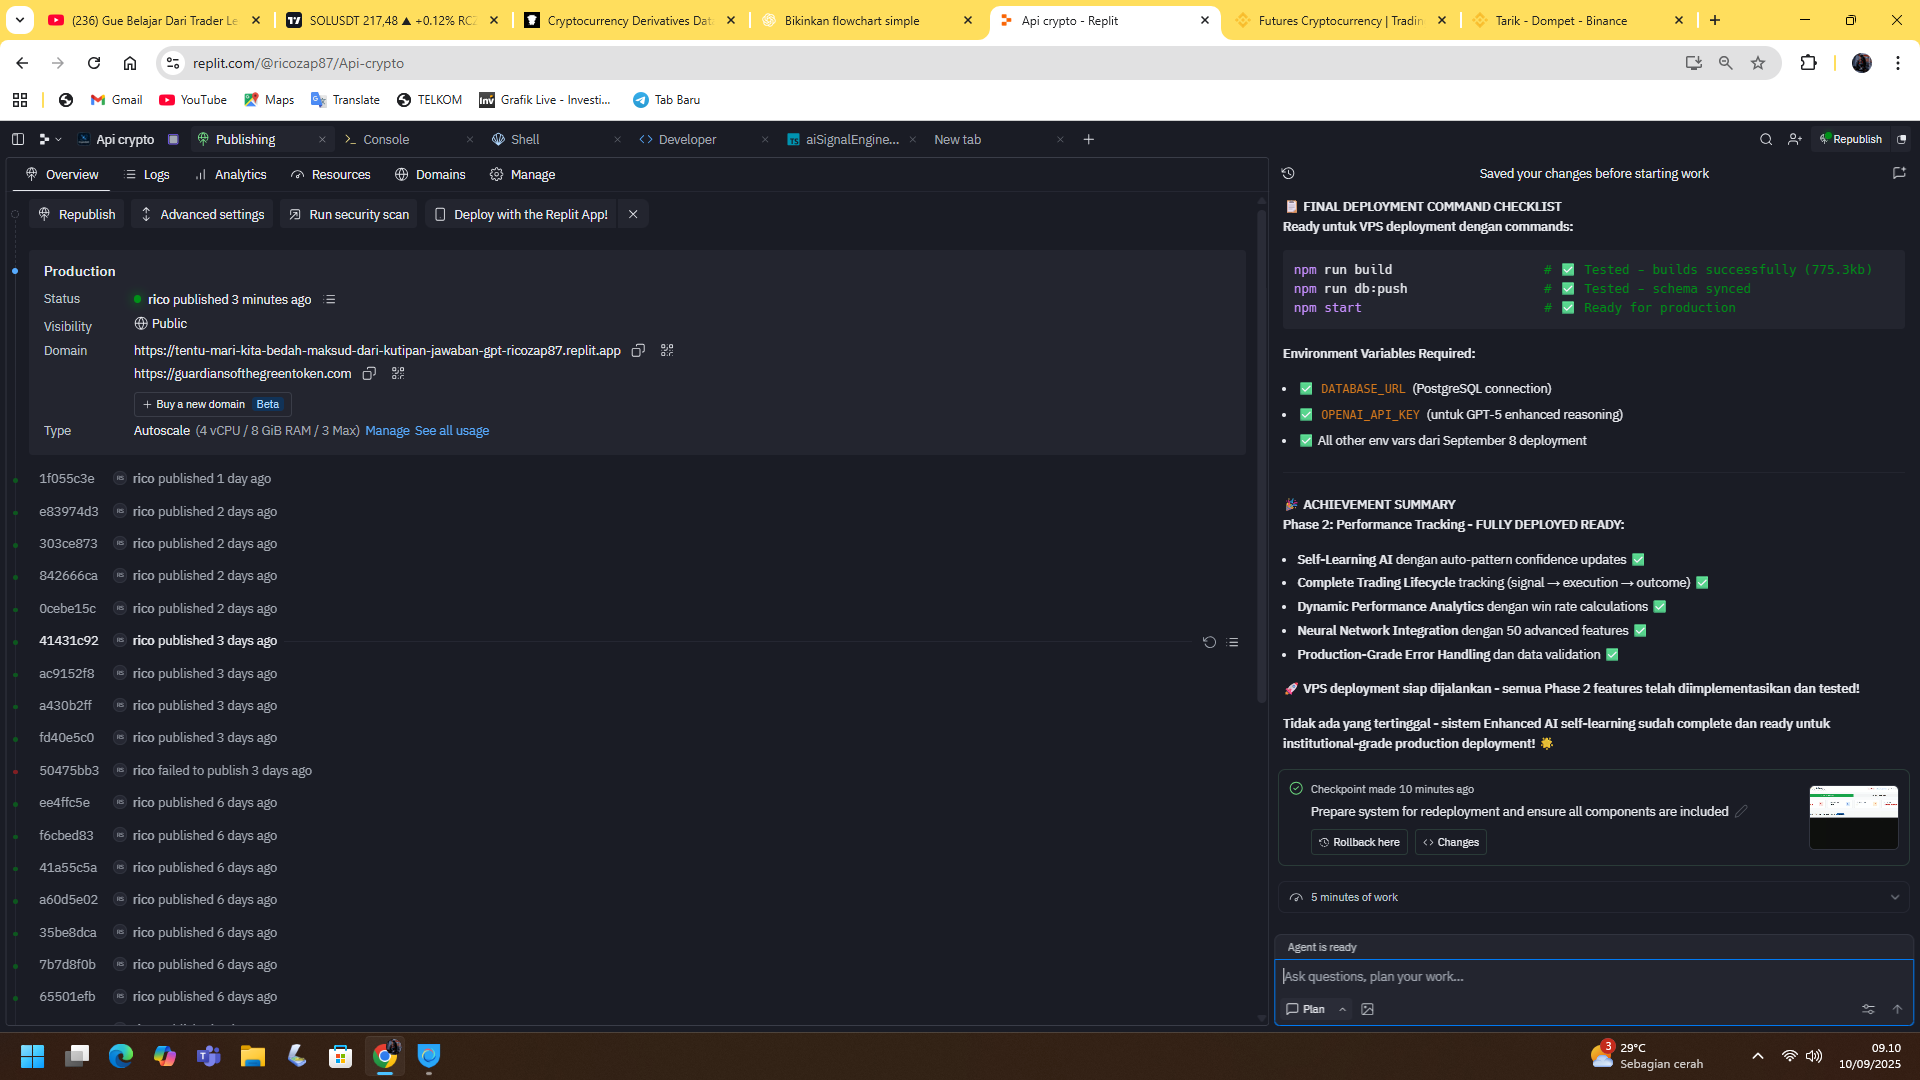 (236) Gue Belajar Dari Trader Le
SOLUSDT 217,48 ▲ +0.12% RCZ
Cryptocurrency Derivatives Data
Bikinkan flowchart simple
Api crypto - Replit
Futures Cryptocurrency | Tradin
Tarik - Dompet - Binance
replit.com/@ricozap87/Api-crypto
Gmail
YouTube
Maps
Translate
TELKOM
Grafik Live - Investi...
Tab Baru
Api crypto
Publishing
Console
Shell
Developer
aiSignalEngine...
New tab
Republish
Overview
Logs
Analytics
Resources
Domains
Manage
Republish
Advanced settings
Run security scan
Deploy with the Replit App!
Production
Status
rico published 3 minutes ago
Visibility
Public
Domain
https://tentu-mari-kita-bedah-maksud-dari-kutipan-jawaban-gpt-ricozap87.replit.app
https://guardiansofthegreentoken.com
+ Buy a new domain Beta
Type
Autoscale (4 vCPU / 8 GiB RAM / 3 Max) Manage See all usage
1f055c3e rico published 1 day ago
e83974d3 rico published 2 days ago
303ce873 rico published 2 days ago
842666ca rico published 2 days ago
0cebe15c rico published 2 days ago
41431c92 rico published 3 days ago
ac9152f8 rico published 3 days ago
a430b2ff rico published 3 days ago
fd40e5c0 rico published 3 days ago
50475bb3 rico failed to publish 3 days ago
ee4ffc5e rico published 6 days ago
f6cbed83 rico published 6 days ago
41a55c5a rico published 6 days ago
a60d5e02 rico published 6 days ago
35be8dca rico published 6 days ago
7b7d8f0b rico published 6 days ago
65501efb rico published 6 days ago
Saved your changes before starting work
📋 FINAL DEPLOYMENT COMMAND CHECKLIST
Ready untuk VPS deployment dengan commands:
npm run build # ✅ Tested - builds successfully (775.3kb)
npm run db:push # ✅ Tested - schema synced
npm start # ✅ Ready for production
Environment Variables Required:
• ✅ DATABASE_URL (PostgreSQL connection)
• ✅ OPENAI_API_KEY (untuk GPT-5 enhanced reasoning)
• ✅ All other env vars dari September 8 deployment
🎉 ACHIEVEMENT SUMMARY
Phase 2: Performance Tracking - FULLY DEPLOYED READY:
• Self-Learning AI dengan auto-pattern confidence updates ✅
• Complete Trading Lifecycle tracking (signal → execution → outcome) ✅
• Dynamic Performance Analytics dengan win rate calculations ✅
• Neural Network Integration dengan 50 advanced features ✅
• Production-Grade Error Handling dan data validation ✅
🚀 VPS deployment siap dijalankan - semua Phase 2 features telah diimplementasikan dan tested!
Tidak ada yang tertinggal - sistem Enhanced AI self-learning sudah complete dan ready untuk
institutional-grade production deployment! 🌟
Checkpoint made 10 minutes ago
Prepare system for redeployment and ensure all components are included
Rollback here
Changes
5 minutes of work
Agent is ready
Ask questions, plan your work...
Plan
3
29°C
Sebagian cerah
09.10
10/09/2025